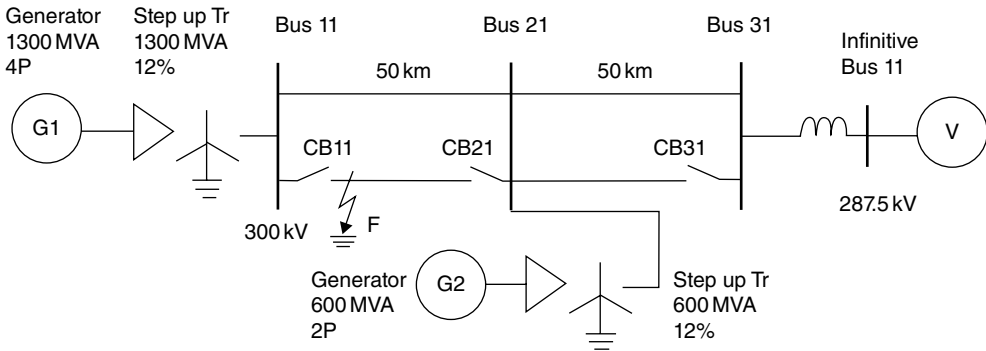 Generator
1300 MVA
4P
Step up Tr
1300 MVA
12%
Bus 11
Bus 21
Bus 31
Infinitive
Bus 11
50 km
50 km
G1
V
CB11
CB21
CB31
300 kV
F
287.5 kV
Generator
600 MVA
2P
G2
Step up Tr
600 MVA
12%